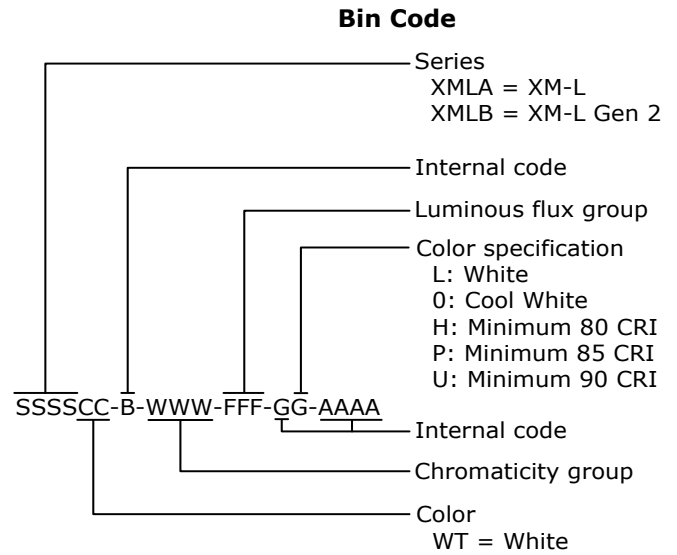 Bin Code
Series
XMLA = XM-L
XMLB = XM-L Gen 2
Internal code
Luminous flux group
Color specification
L: White
0: Cool White
H: Minimum 80 CRI
P: Minimum 85 CRI
U: Minimum 90 CRI
SSSSCC-B-WWW-FFF-GG-AAAA
Internal code
Chromaticity group
Color
WT = White